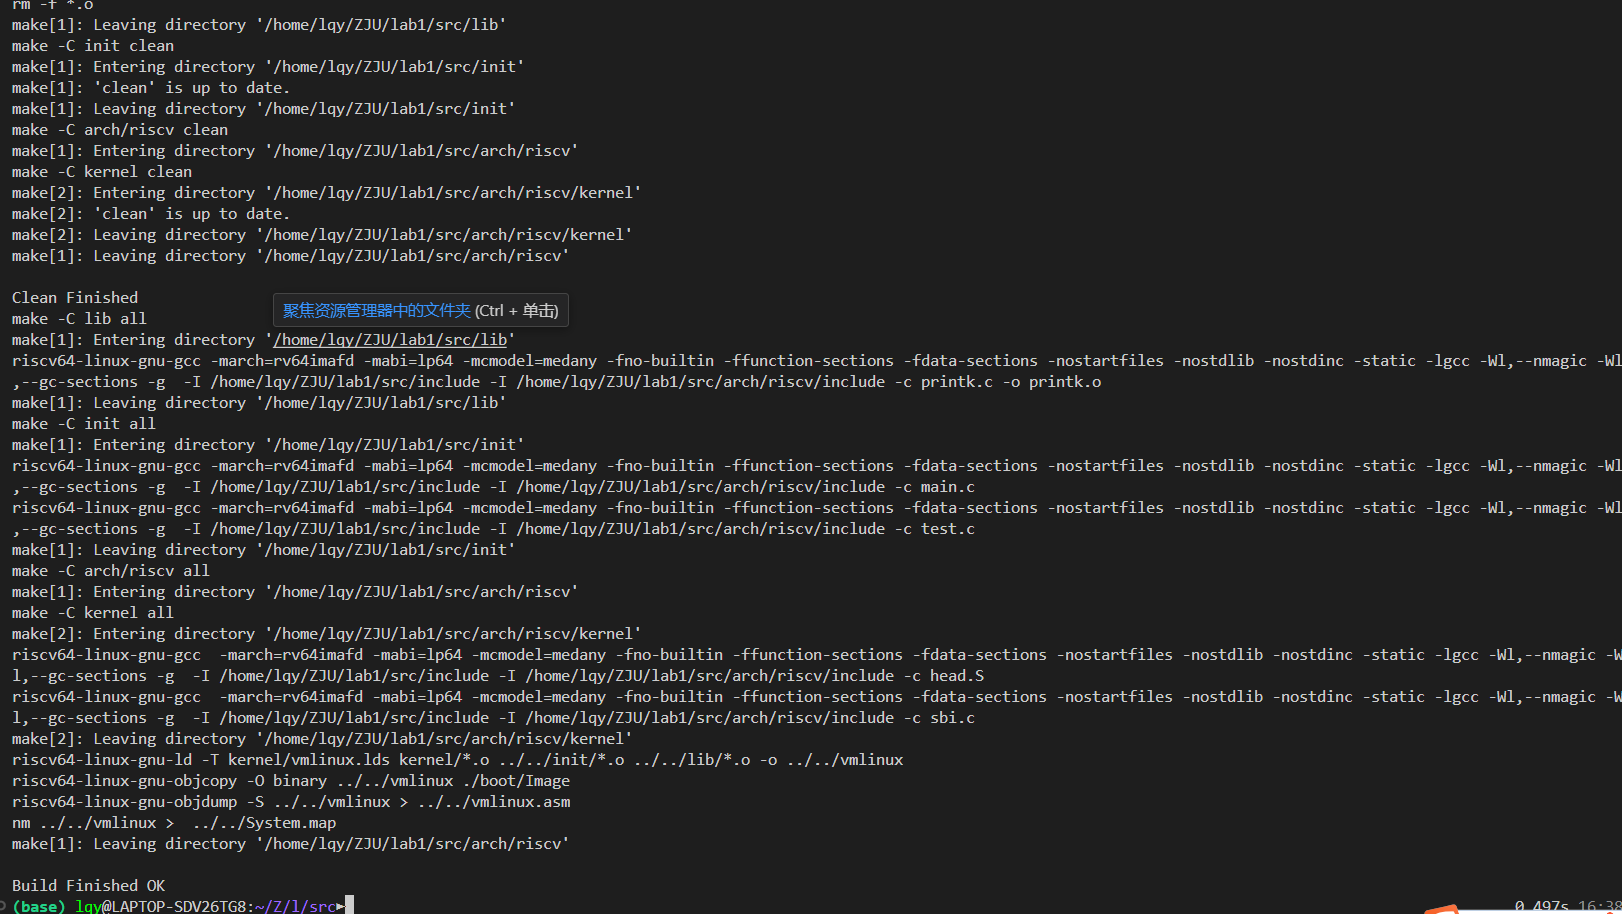 rm -f *.o
make[1]: Leaving directory '/home/lqy/ZJU/lab1/src/lib'
make -C init clean
make[1]: Entering directory '/home/lqy/ZJU/lab1/src/init'
make[1]: 'clean' is up to date.
make[1]: Leaving directory '/home/lqy/ZJU/lab1/src/init'
make -C arch/riscv clean
make[1]: Entering directory '/home/lqy/ZJU/lab1/src/arch/riscv'
make -C kernel clean
make[2]: Entering directory '/home/lqy/ZJU/lab1/src/arch/riscv/kernel'
make[2]: 'clean' is up to date.
make[2]: Leaving directory '/home/lqy/ZJU/lab1/src/arch/riscv/kernel'
make[1]: Leaving directory '/home/lqy/ZJU/lab1/src/arch/riscv'
Clean Finished
聚焦资源管理器中的文件夹 (Ctrl + 单击)
make -C lib all
make[1]: Entering directory '/home/lqy/ZJU/lab1/src/lib'
riscv64-linux-gnu-gcc -march=rv64imafd -mabi=lp64 -mcmodel=medany -fno-builtin -ffunction-sections -fdata-sections -nostartfiles -nostdlib -nostdinc -static -lgcc -Wl,--nmagic -Wl
,--gc-sections -g  -I /home/lqy/ZJU/lab1/src/include -I /home/lqy/ZJU/lab1/src/arch/riscv/include -c printk.c -o printk.o
make[1]: Leaving directory '/home/lqy/ZJU/lab1/src/lib'
make -C init all
make[1]: Entering directory '/home/lqy/ZJU/lab1/src/init'
riscv64-linux-gnu-gcc -march=rv64imafd -mabi=lp64 -mcmodel=medany -fno-builtin -ffunction-sections -fdata-sections -nostartfiles -nostdlib -nostdinc -static -lgcc -Wl,--nmagic -Wl
,--gc-sections -g  -I /home/lqy/ZJU/lab1/src/include -I /home/lqy/ZJU/lab1/src/arch/riscv/include -c main.c
riscv64-linux-gnu-gcc -march=rv64imafd -mabi=lp64 -mcmodel=medany -fno-builtin -ffunction-sections -fdata-sections -nostartfiles -nostdlib -nostdinc -static -lgcc -Wl,--nmagic -Wl
,--gc-sections -g  -I /home/lqy/ZJU/lab1/src/include -I /home/lqy/ZJU/lab1/src/arch/riscv/include -c test.c
make[1]: Leaving directory '/home/lqy/ZJU/lab1/src/init'
make -C arch/riscv all
make[1]: Entering directory '/home/lqy/ZJU/lab1/src/arch/riscv'
make -C kernel all
make[2]: Entering directory '/home/lqy/ZJU/lab1/src/arch/riscv/kernel'
riscv64-linux-gnu-gcc  -march=rv64imafd -mabi=lp64 -mcmodel=medany -fno-builtin -ffunction-sections -fdata-sections -nostartfiles -nostdlib -nostdinc -static -lgcc -Wl,--nmagic -W
l,--gc-sections -g  -I /home/lqy/ZJU/lab1/src/include -I /home/lqy/ZJU/lab1/src/arch/riscv/include -c head.S
riscv64-linux-gnu-gcc  -march=rv64imafd -mabi=lp64 -mcmodel=medany -fno-builtin -ffunction-sections -fdata-sections -nostartfiles -nostdlib -nostdinc -static -lgcc -Wl,--nmagic -W
l,--gc-sections -g  -I /home/lqy/ZJU/lab1/src/include -I /home/lqy/ZJU/lab1/src/arch/riscv/include -c sbi.c
make[2]: Leaving directory '/home/lqy/ZJU/lab1/src/arch/riscv/kernel'
riscv64-linux-gnu-ld -T kernel/vmlinux.lds kernel/*.o ../../init/*.o ../../lib/*.o -o ../../vmlinux
riscv64-linux-gnu-objcopy -O binary ../../vmlinux ./boot/Image
riscv64-linux-gnu-objdump -S ../../vmlinux > ../../vmlinux.asm
nm ../../vmlinux >  ../../System.map
make[1]: Leaving directory '/home/lqy/ZJU/lab1/src/arch/riscv'
Build Finished OK
(base) lqy@LAPTOP-SDV26TG8:~/Z/l/src► 0.497s